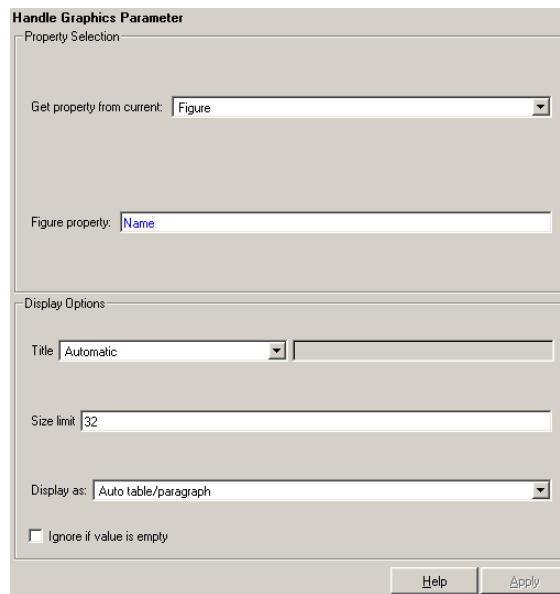 Handle Graphics Parameter
Property Selection
Get property from current: Figure
Figure property: Name
Display Options
Title Automatic
Size limit 32
Display as: Auto table/paragraph
Ignore if value is empty
Help Apply